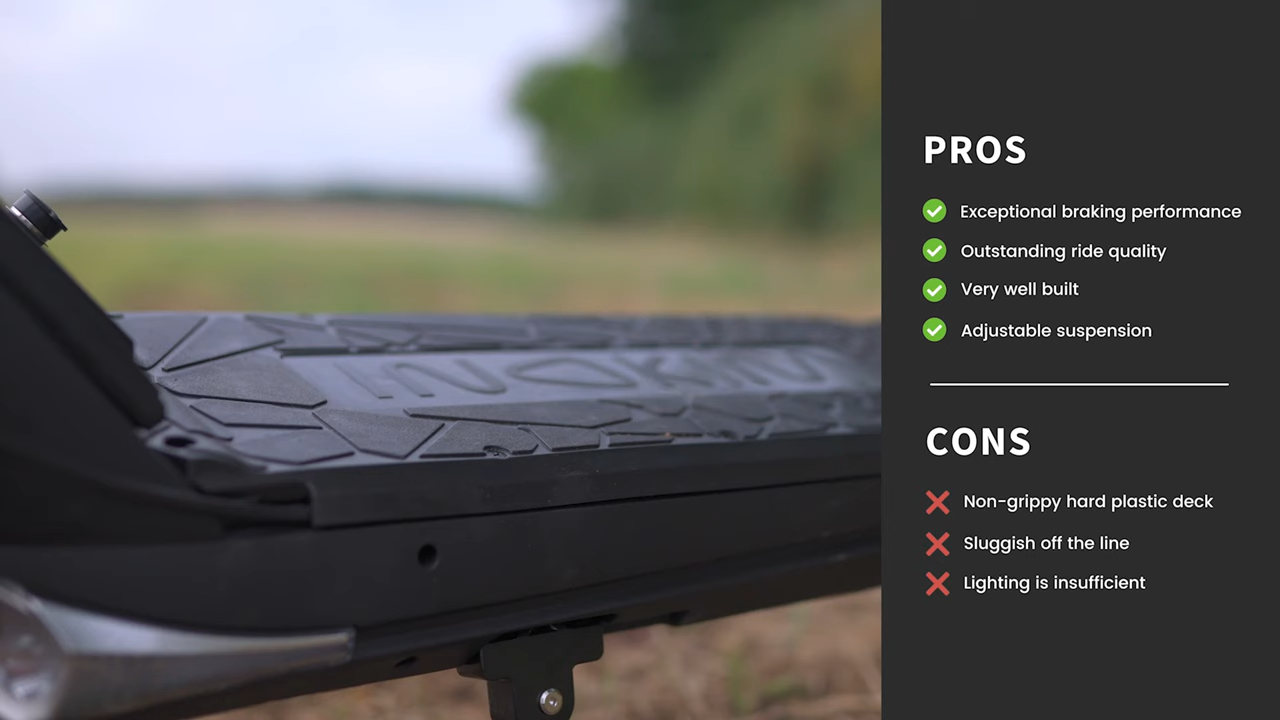 INOKIM
PROS
Exceptional braking performance
Outstanding ride quality
Very well built
Adjustable suspension
CONS
Non-grippy hard plastic deck
Sluggish off the line
Lighting is insufficient